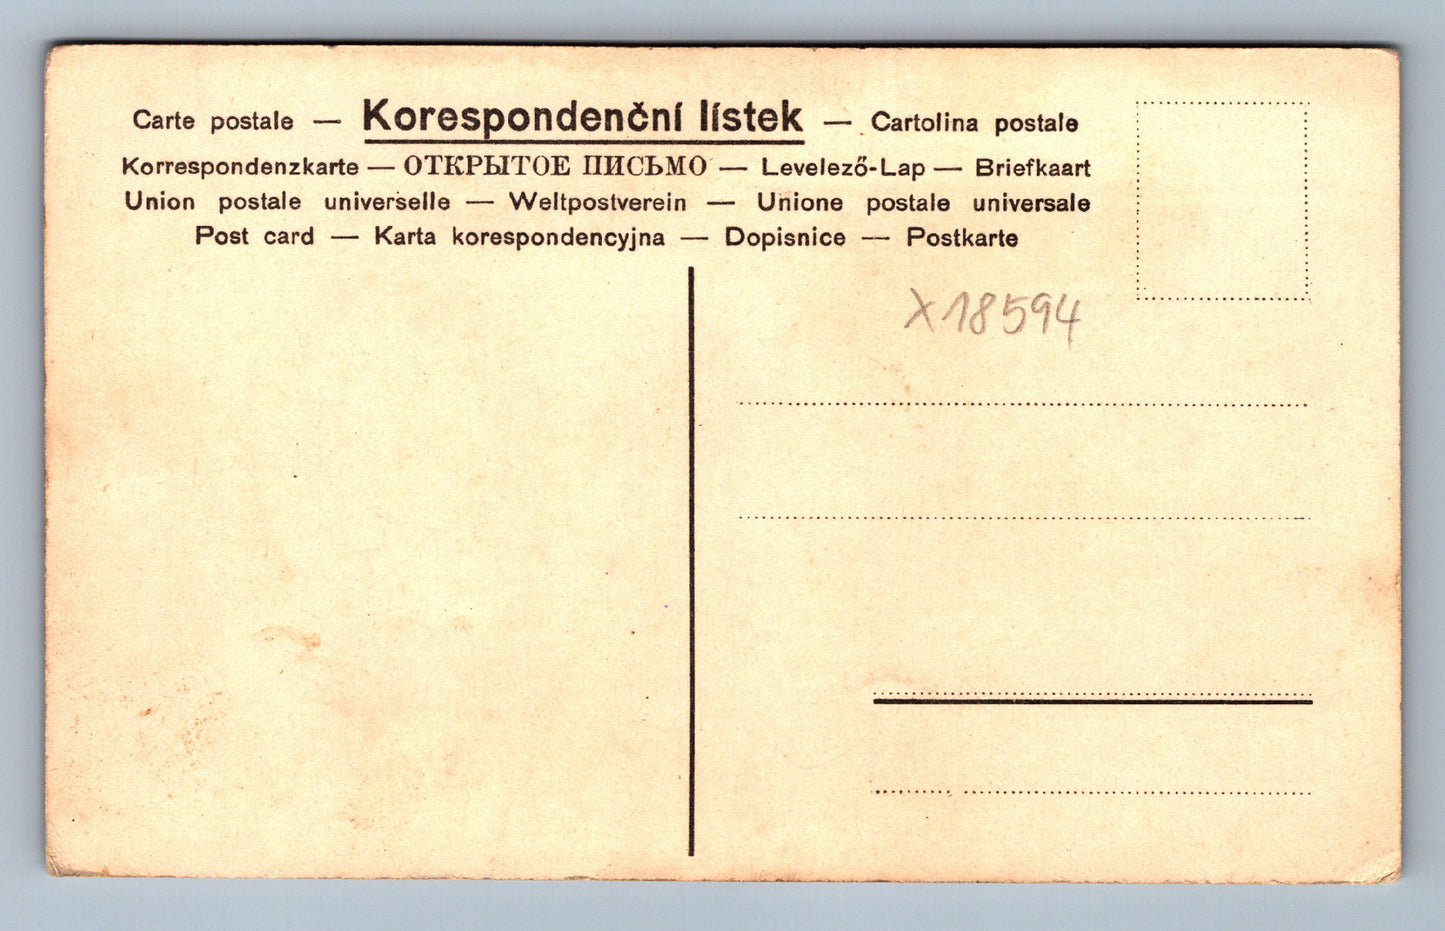 Carte postale — Korespondenční lístek — Cartolina postale
Korrespondenzkarte — ОТКРЫТОЕ ПИСЬМО — Levelező-Lap — Briefkaart
Union postale universelle — Weltpostverein — Unione postale universale
Post card — Karta korespondencyjna — Dopisnice — Postkarte
X18594